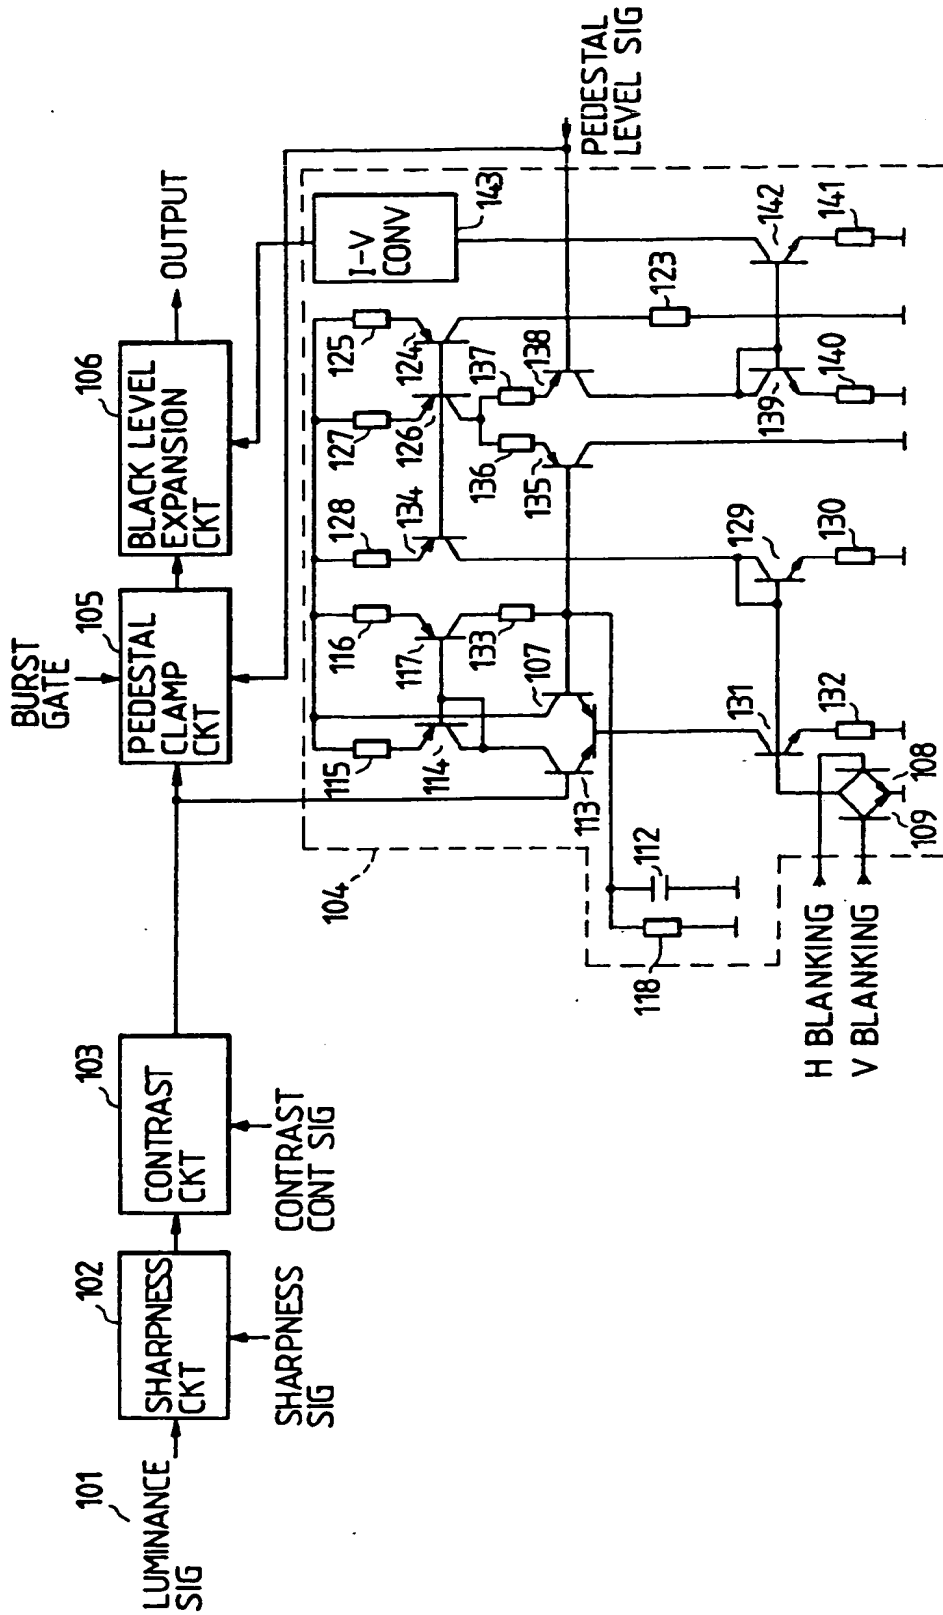 101
LUMINANCE
SIG
102
SHARPNESS
CKT
SHARPNESS
SIG
103
CONTRAST
CKT
CONTRAST
CONT SIG
BURST
GATE
105
PEDESTAL
CLAMP
CKT
106
BLACK LEVEL
EXPANSION
CKT
OUTPUT
104
I-V
CONV
143
PEDESTAL
LEVEL SIG
115
116
128
127
125
114
117
134
126
124
133
136
137
113
107
135
138
123
118
112
131
129
139
142
132
130
140
141
109
108
H BLANKING
V BLANKING